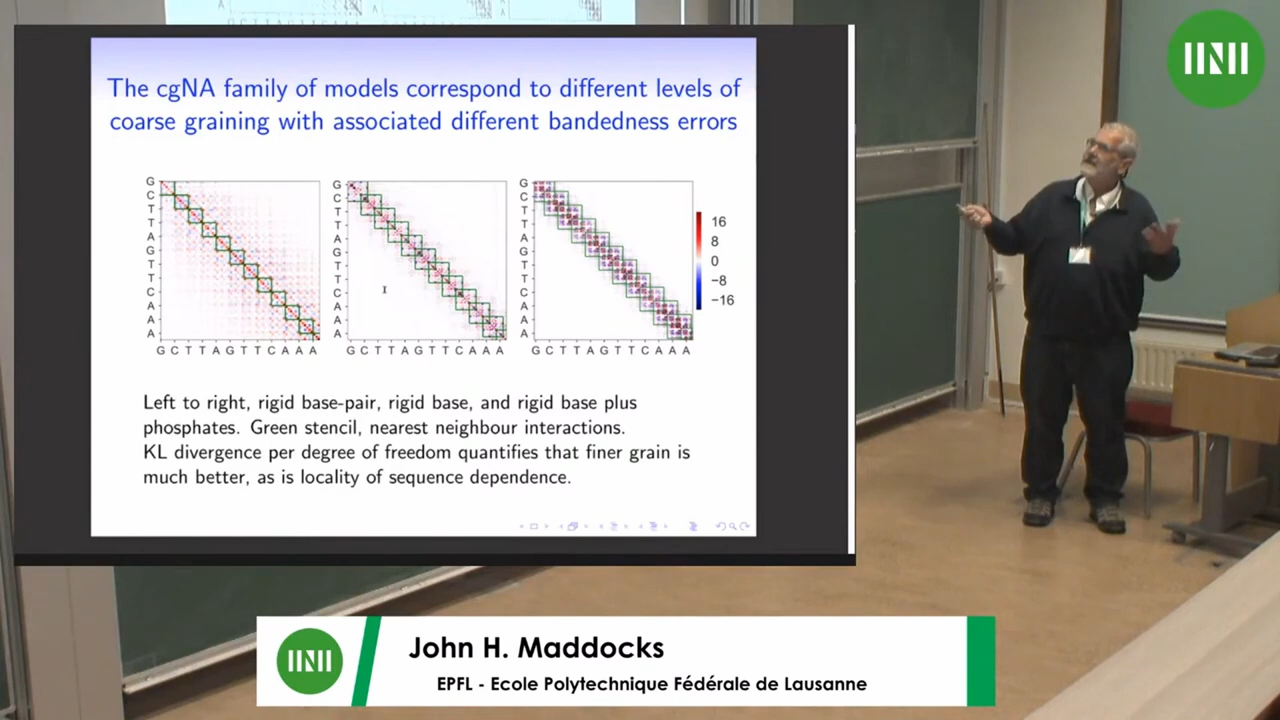 The cgNA family of models correspond to different levels of
coarse graining with associated different bandedness errors
G
C
T
T
A
G
T
T
C
A
A
A
G C T T A G T T C A A A
G
C
T
T
A
G
T
T
C
A
A
A
G C T T A G T T C A A A
G
C
T
T
A
G
T
T
C
A
A
A
G C T T A G T T C A A A
16
8
0
−8
−16
Left to right, rigid base-pair, rigid base, and rigid base plus
phosphates. Green stencil, nearest neighbour interactions.
KL divergence per degree of freedom quantifies that finer grain is
much better, as is locality of sequence dependence.
John H. Maddocks
EPFL - Ecole Polytechnique Fédérale de Lausanne